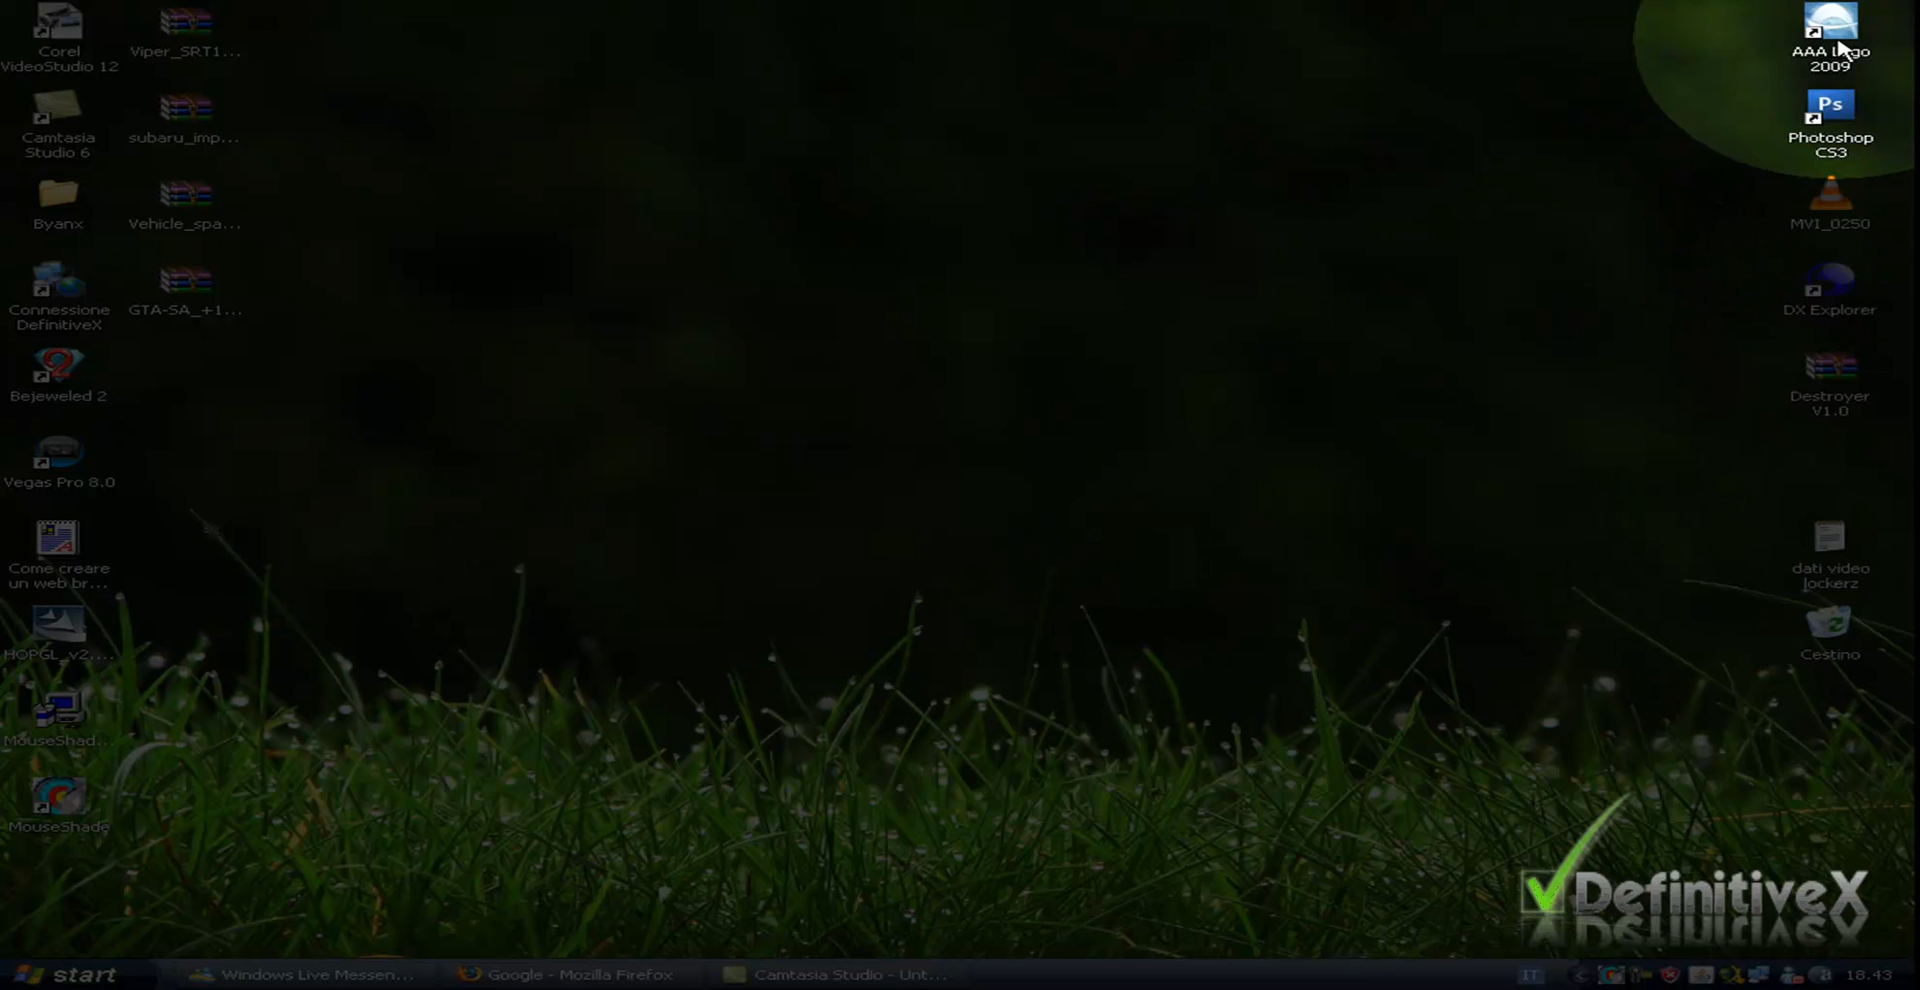 Corel
VideoStudio 12
Viper_SRT1...
Camtasia
Studio 6
subaru_imp...
Byanx
Vehicle_spa...
Connessione
DefinitiveX
GTA-SA_+1...
Bejeweled 2
Vegas Pro 8.0
Come creare
un web br...
HOPGL_v2....
MouseShad...
MouseShade
AAA Logo
2009
Ps
Photoshop
CS3
MVI_0250
DX Explorer
Destroyer
V1.0
dati video
lockerz
Cestino
DefinitiveX
start
Windows Live Messen...
Google - Mozilla Firefox
Camtasia Studio - Unt...
IT
18.43